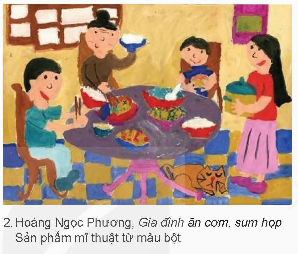 2. Hoàng Ngọc Phương, Gia đình ăn cơm, sum họp
Sản phẩm mĩ thuật từ màu bột